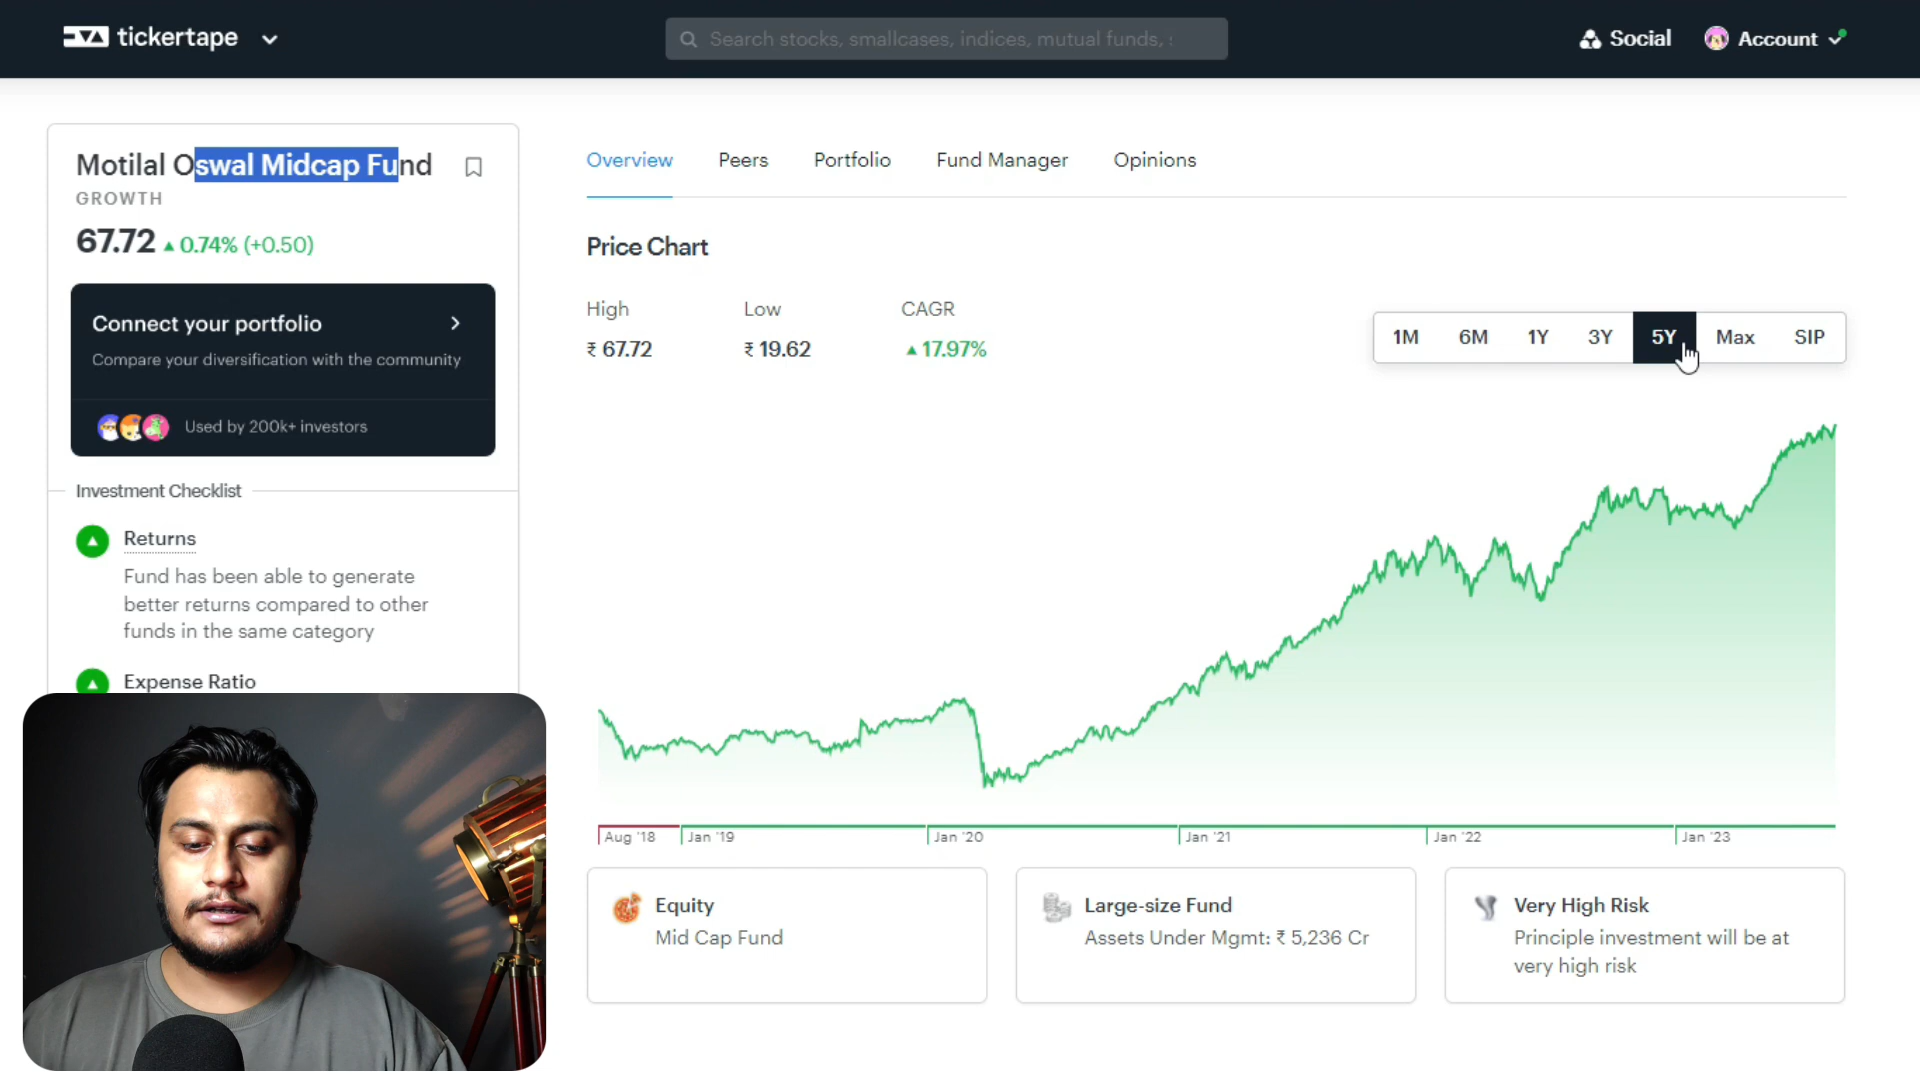 tickertape
Search stocks, smallcases, indices, mutual funds, s
Social
Account
Motilal Oswal Midcap Fund
GROWTH
67.72 ▲ 0.74% (+0.50)
Connect your portfolio
Compare your diversification with the community
Used by 200k+ investors
Investment Checklist
Returns
Fund has been able to generate
better returns compared to other
funds in the same category
Expense Ratio
Overview Peers Portfolio Fund Manager Opinions
Price Chart
High Low CAGR
₹ 67.72 ₹ 19.62 ▲ 17.97%
1M 6M 1Y 3Y 5Y Max SIP
Aug '18 Jan '19 Jan '20 Jan '21 Jan '22 Jan '23
Equity
Mid Cap Fund
Large-size Fund
Assets Under Mgmt: ₹ 5,236 Cr
Very High Risk
Principle investment will be at
very high risk